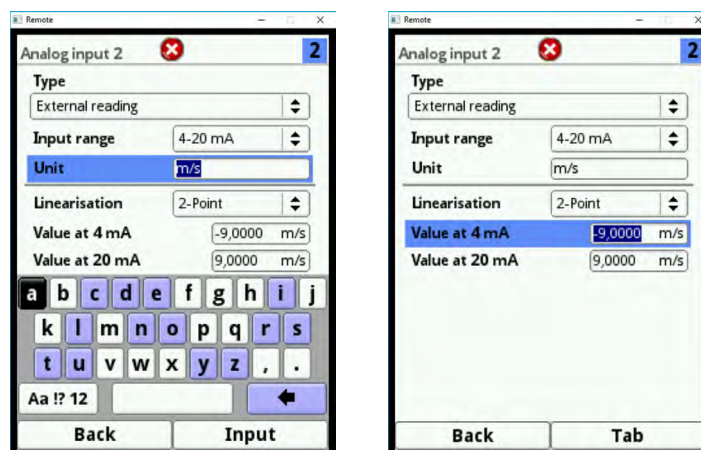 Remote
Analog input 2
2
Type
External reading
Input range 4-20 mA
Unit m/s
Linearisation 2-Point
Value at 4 mA -9,0000 m/s
Value at 20 mA 9,0000 m/s
a b c d e f g h i j
k l m n o p q r s
t u v w x y z , .
Aa !? 12
Back Input
Remote
Analog input 2
2
Type
External reading
Input range 4-20 mA
Unit m/s
Linearisation 2-Point
Value at 4 mA -9,0000 m/s
Value at 20 mA 9,0000 m/s
Back Tab